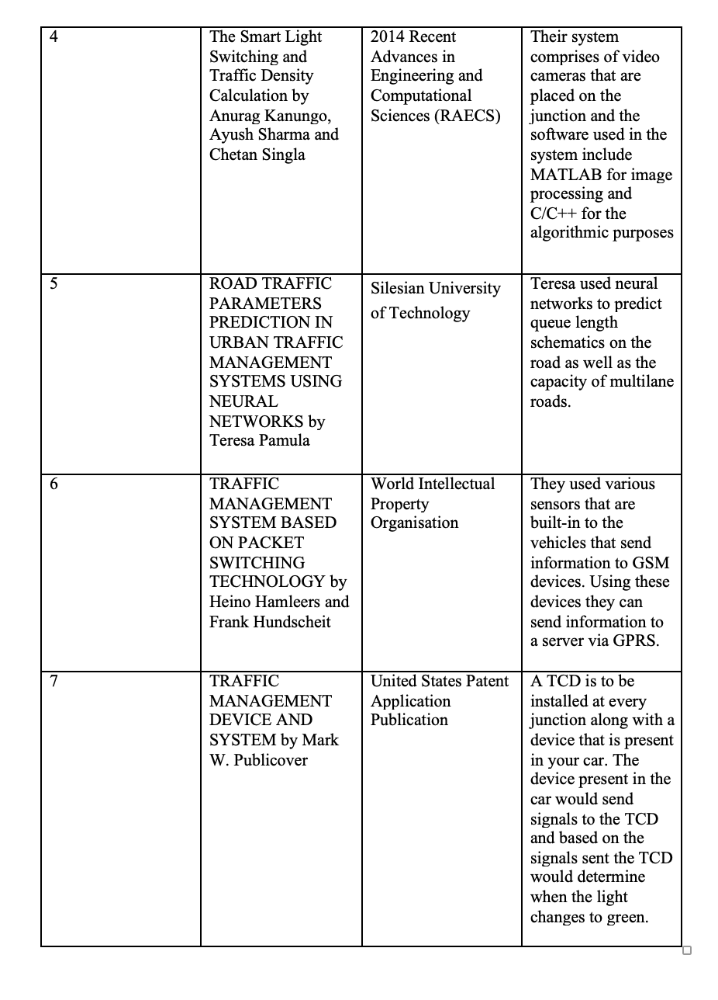 4
The Smart Light
Switching and
Traffic Density
Calculation by
Anurag Kanungo,
Ayush Sharma and
Chetan Singla
2014 Recent
Advances in
Engineering and
Computational
Sciences (RAECS)
Their system
comprises of video
cameras that are
placed on the
junction and the
software used in the
system include
MATLAB for image
processing and
C/C++ for the
algorithmic purposes
5
ROAD TRAFFIC
PARAMETERS
PREDICTION IN
URBAN TRAFFIC
MANAGEMENT
SYSTEMS USING
NEURAL
NETWORKS by
Teresa Pamula
Silesian University
of Technology
Teresa used neural
networks to predict
queue length
schematics on the
road as well as the
capacity of multilane
roads.
6
TRAFFIC
MANAGEMENT
SYSTEM BASED
ON PACKET
SWITCHING
TECHNOLOGY by
Heino Hamleers and
Frank Hundscheit
World Intellectual
Property
Organisation
They used various
sensors that are
built-in to the
vehicles that send
information to GSM
devices. Using these
devices they can
send information to
a server via GPRS.
7
TRAFFIC
MANAGEMENT
DEVICE AND
SYSTEM by Mark
W. Publicover
United States Patent
Application
Publication
A TCD is to be
installed at every
junction along with a
device that is present
in your car. The
device present in the
car would send
signals to the TCD
and based on the
signals sent the TCD
would determine
when the light
changes to green.